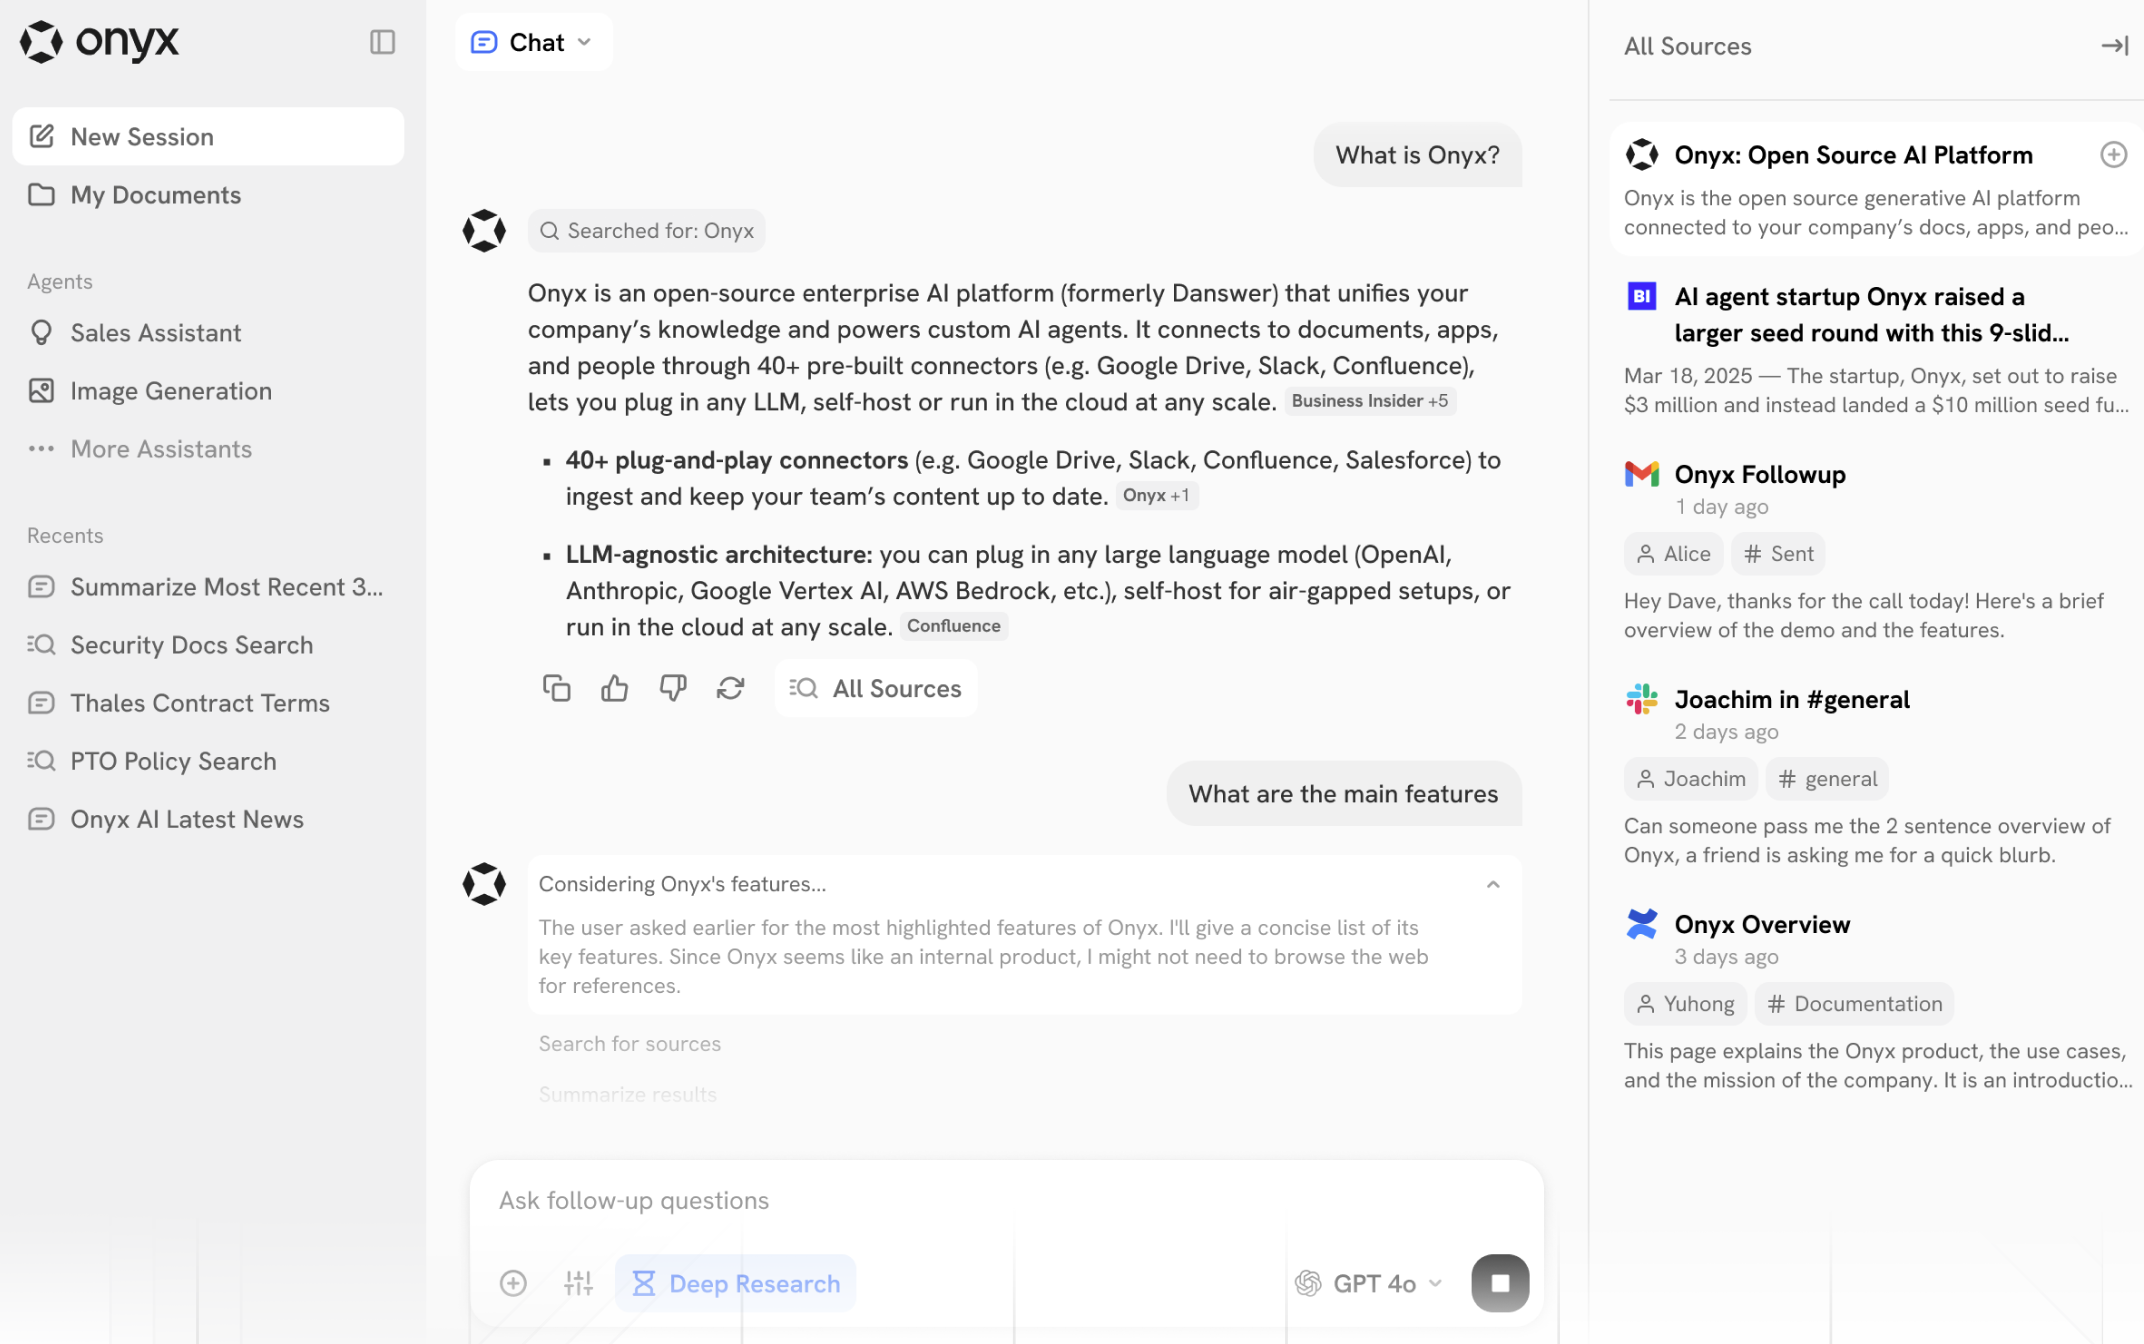 onyx
New Session
My Documents
Agents
Sales Assistant
Image Generation
More Assistants
Recents
Summarize Most Recent 3...
Security Docs Search
Thales Contract Terms
PTO Policy Search
Onyx AI Latest News
Chat
What is Onyx?
Searched for: Onyx
Onyx is an open-source enterprise AI platform (formerly Danswer) that unifies your
company’s knowledge and powers custom AI agents. It connects to documents, apps,
and people through 40+ pre-built connectors (e.g. Google Drive, Slack, Confluence),
lets you plug in any LLM, self-host or run in the cloud at any scale. Business Insider +5
▪ 40+ plug-and-play connectors (e.g. Google Drive, Slack, Confluence, Salesforce) to
ingest and keep your team’s content up to date. Onyx +1
▪ LLM-agnostic architecture: you can plug in any large language model (OpenAI,
Anthropic, Google Vertex AI, AWS Bedrock, etc.), self-host for air-gapped setups, or
run in the cloud at any scale. Confluence
All Sources
What are the main features
Considering Onyx's features...
The user asked earlier for the most highlighted features of Onyx. I'll give a concise list of its
key features. Since Onyx seems like an internal product, I might not need to browse the web
for references.
Search for sources
Summarize results
Ask follow-up questions
Deep Research
GPT 4o
All Sources
Onyx: Open Source AI Platform
Onyx is the open source generative AI platform
connected to your company’s docs, apps, and peo...
BI
AI agent startup Onyx raised a
larger seed round with this 9-slid...
Mar 18, 2025 — The startup, Onyx, set out to raise
$3 million and instead landed a $10 million seed fu...
Onyx Followup
1 day ago
Alice
# Sent
Hey Dave, thanks for the call today! Here's a brief
overview of the demo and the features.
Joachim in #general
2 days ago
Joachim
# general
Can someone pass me the 2 sentence overview of
Onyx, a friend is asking me for a quick blurb.
Onyx Overview
3 days ago
Yuhong
# Documentation
This page explains the Onyx product, the use cases,
and the mission of the company. It is an introductio...